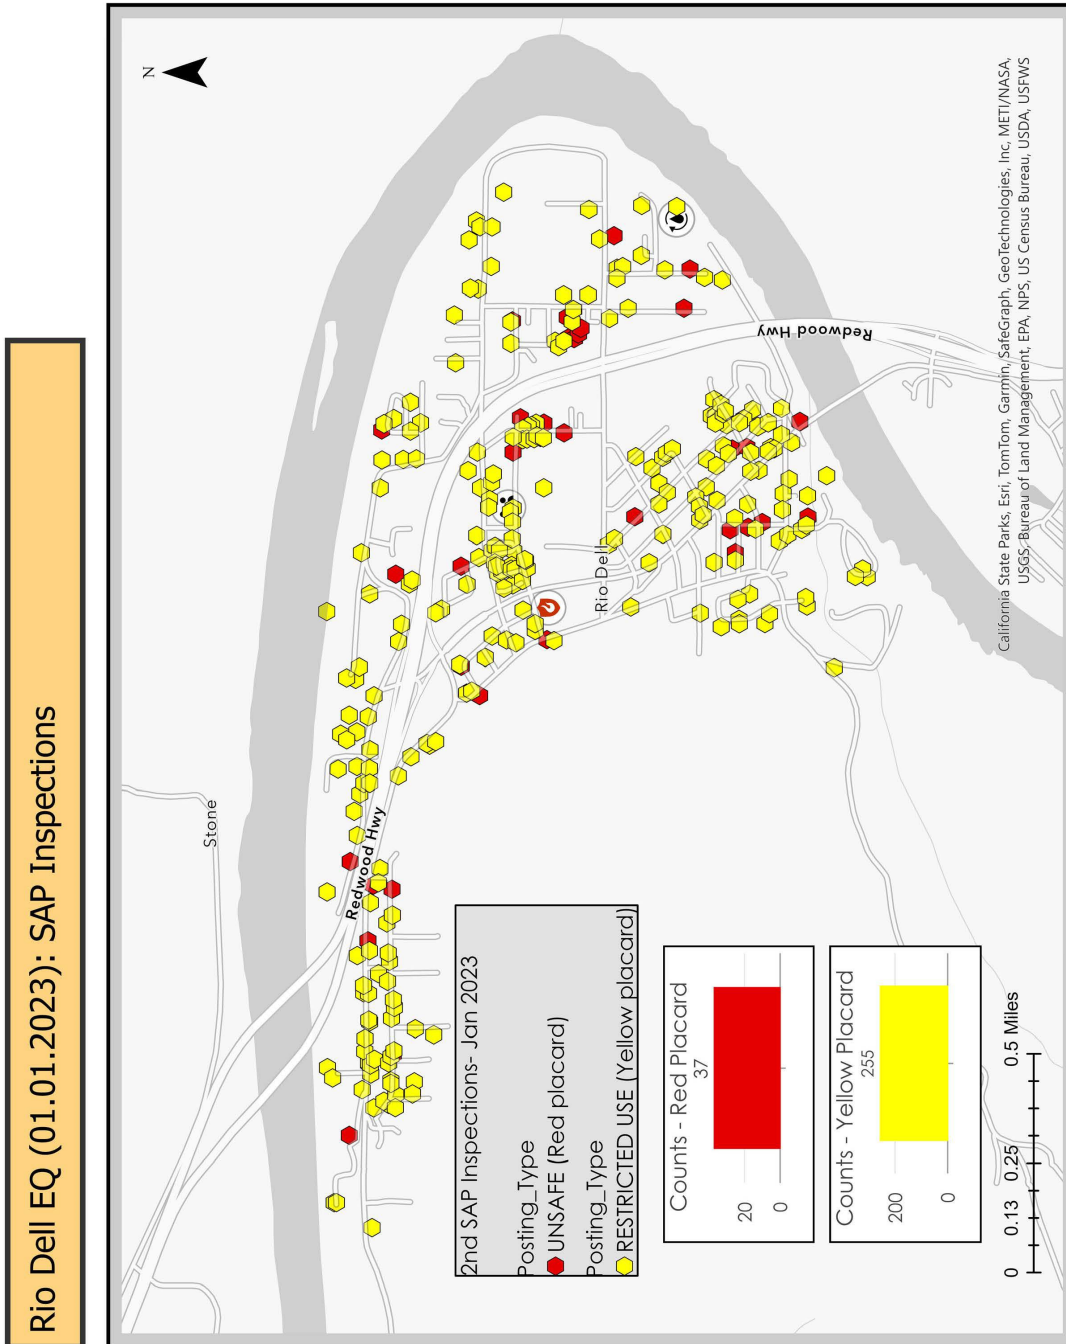 Rio Dell EQ (01.01.2023): SAP Inspections
N
Stone
Redwood Hwy
Redwood Hwy
Rio Dell
2nd SAP Inspections- Jan 2023
Posting_Type
UNSAFE (Red placard)
Posting_Type
RESTRICTED USE (Yellow placard)
Counts - Red Placard
37
20
0
Counts - Yellow Placard
255
200
0
0 0.13 0.25 0.5 Miles
California State Parks, Esri, TomTom, Garmin, SafeGraph, GeoTechnologies, Inc, METI/NASA,
USGS, Bureau of Land Management, EPA, NPS, US Census Bureau, USDA, USFWS